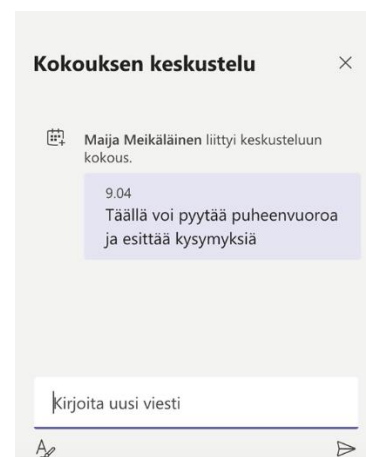 Kokouksen keskustelu
Maija Meikäläinen liittyi keskusteluun
kokous.
9.04
Täällä voi pyytää puheenvuoroa
ja esittää kysymyksiä
Kirjoita uusi viesti